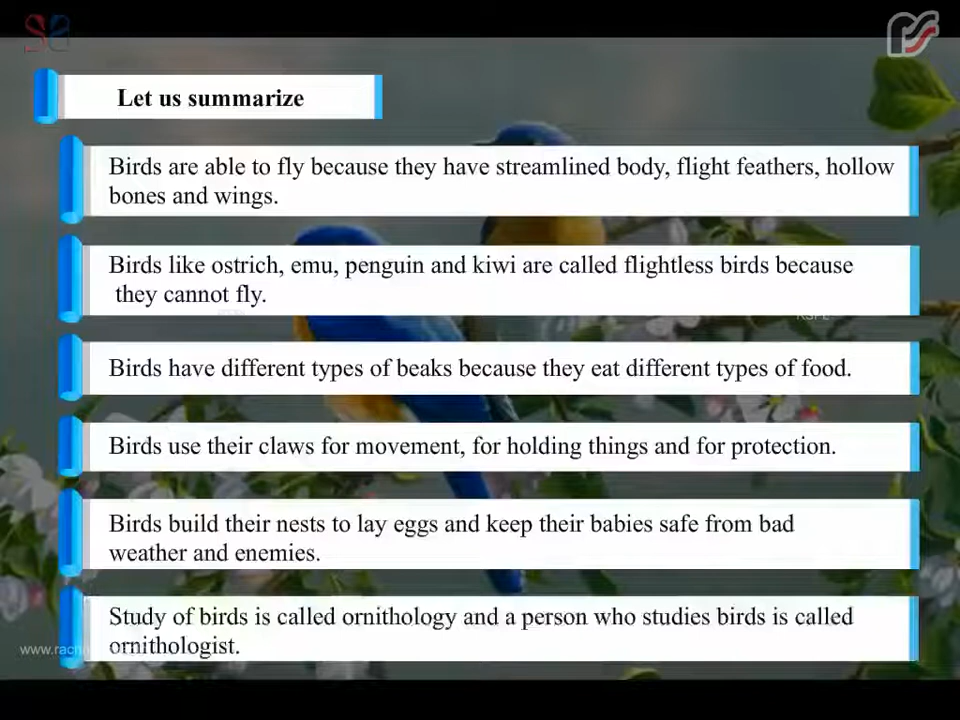 Let us summarize
Birds are able to fly because they have streamlined body, flight feathers, hollow
bones and wings.
Birds like ostrich, emu, penguin and kiwi are called flightless birds because
they cannot fly.
Birds have different types of beaks because they eat different types of food.
Birds use their claws for movement, for holding things and for protection.
Birds build their nests to lay eggs and keep their babies safe from bad
weather and enemies.
Study of birds is called ornithology and a person who studies birds is called
ornithologist.